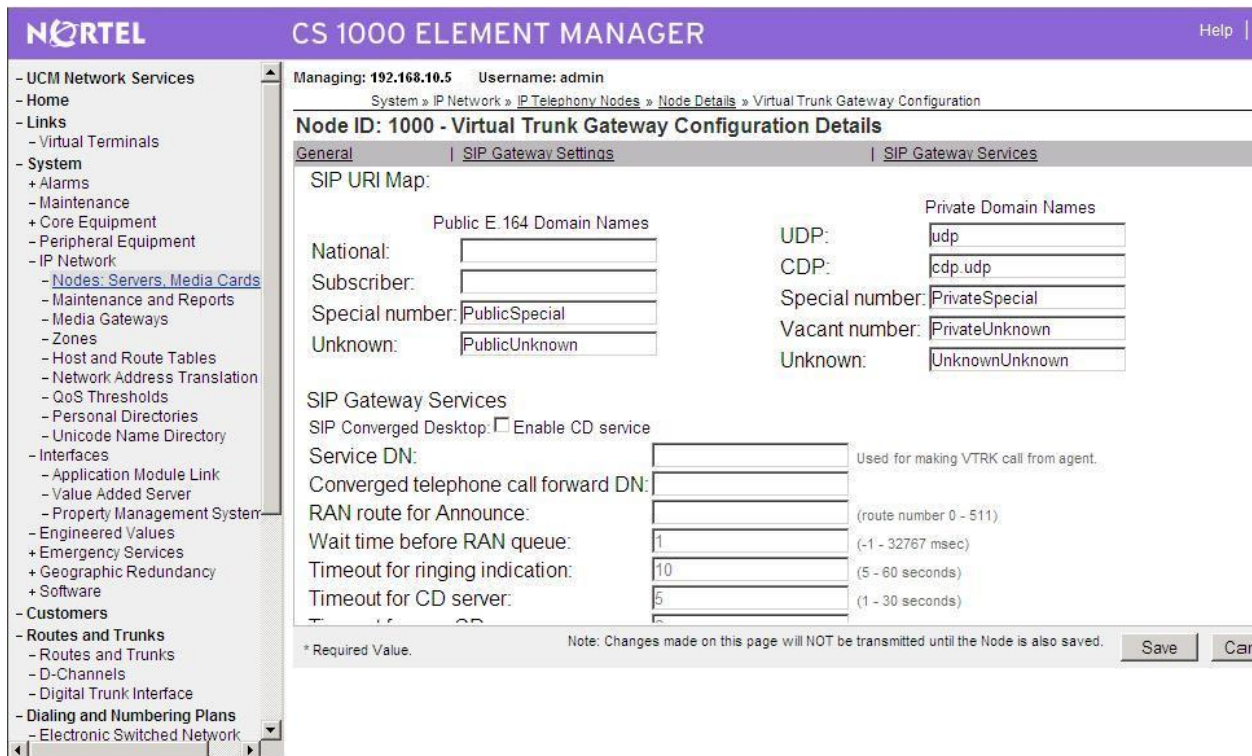 NORTEL
CS 1000 ELEMENT MANAGER
Help |
- UCM Network Services
- Home
- Links
- Virtual Terminals
- System
+ Alarms
- Maintenance
+ Core Equipment
- Peripheral Equipment
- IP Network
- Nodes: Servers, Media Cards
- Maintenance and Reports
- Media Gateways
- Zones
- Host and Route Tables
- Network Address Translation
- QoS Thresholds
- Personal Directories
- Unicode Name Directory
- Interfaces
- Application Module Link
- Value Added Server
- Property Management System
- Engineered Values
+ Emergency Services
+ Geographic Redundancy
+ Software
- Customers
- Routes and Trunks
- Routes and Trunks
- D-Channels
- Digital Trunk Interface
- Dialing and Numbering Plans
- Electronic Switched Network
Managing: 192.168.10.5 Username: admin
System » IP Network » IP Telephony Nodes » Node Details » Virtual Trunk Gateway Configuration
Node ID: 1000 - Virtual Trunk Gateway Configuration Details
General | SIP Gateway Settings | SIP Gateway Services
SIP URI Map:
Public E.164 Domain Names
National:
Subscriber:
Special number: PublicSpecial
Unknown: PublicUnknown
Private Domain Names
UDP: udp
CDP: cdp.udp
Special number: PrivateSpecial
Vacant number: PrivateUnknown
Unknown: UnknownUnknown
SIP Gateway Services
SIP Converged Desktop: Enable CD service
Service DN: Used for making VTRK call from agent.
Converged telephone call forward DN:
RAN route for Announce: (route number 0 - 511)
Wait time before RAN queue: 1 (-1 - 32767 msec)
Timeout for ringing indication: 10 (5 - 60 seconds)
Timeout for CD server: 5 (1 - 30 seconds)
* Required Value.
Note: Changes made on this page will NOT be transmitted until the Node is also saved.
Save
Can